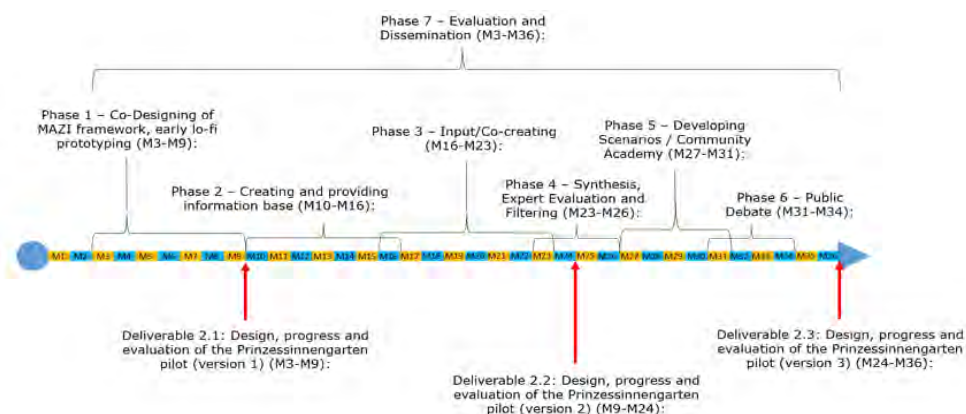 Phase 7 – Evaluation and
Dissemination (M3-M36):
Phase 1 – Co-Designing of
MAZI framework, early lo-fi
prototyping (M3-M9):
Phase 3 – Input/Co-creating
(M16-M23):
Phase 5 – Developing
Scenarios / Community
Academy (M27-M31):
Phase 2 – Creating and providing
information base (M10-M16):
Phase 4 – Synthesis,
Expert Evaluation and
Filtering (M23-M26):
Phase 6 – Public
Debate (M31-M34):
M1 M2 M3 M4 M5 M6 M7 M8 M9 M10 M11 M12 M13 M14 M15 M16 M17 M18 M19 M20 M21 M22 M23 M24 M25 M26 M27 M28 M29 M30 M31 M32 M33 M34 M35 M36
Deliverable 2.1: Design, progress and
evaluation of the Prinzessinnengarten
pilot (version 1) (M3-M9):
Deliverable 2.2: Design, progress and
evaluation of the Prinzessinnengarten
pilot (version 2) (M9-M24):
Deliverable 2.3: Design, progress and
evaluation of the Prinzessinnengarten
pilot (version 3) (M24-M36):